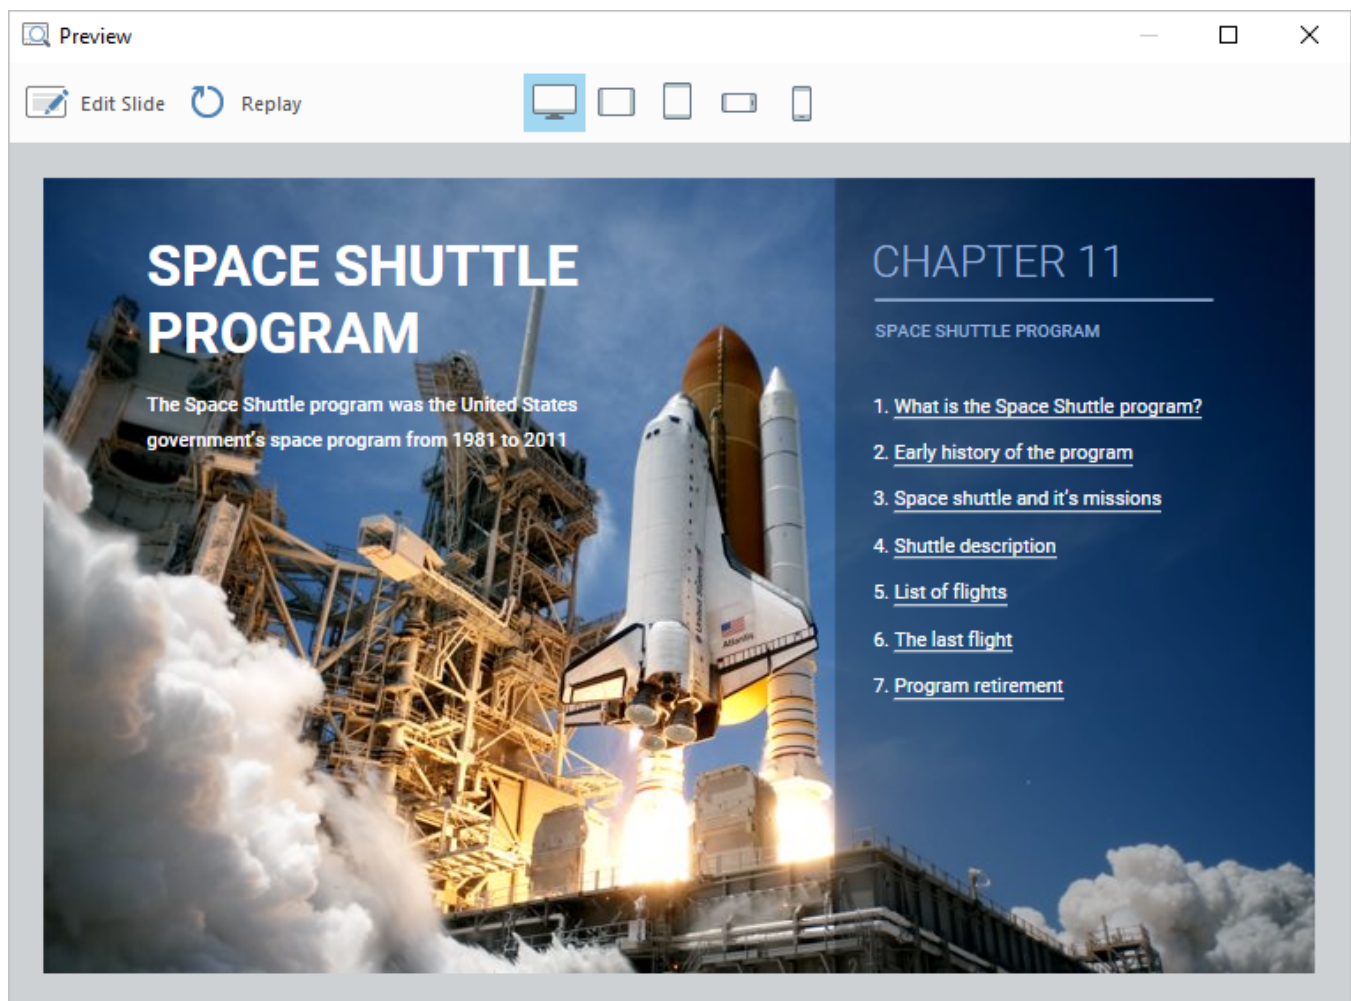 Preview
Edit Slide
Replay
SPACE SHUTTLE
PROGRAM
The Space Shuttle program was the United States
government's space program from 1981 to 2011
United States
Atlantis
CHAPTER 11
SPACE SHUTTLE PROGRAM
1. What is the Space Shuttle program?
2. Early history of the program
3. Space shuttle and it's missions
4. Shuttle description
5. List of flights
6. The last flight
7. Program retirement